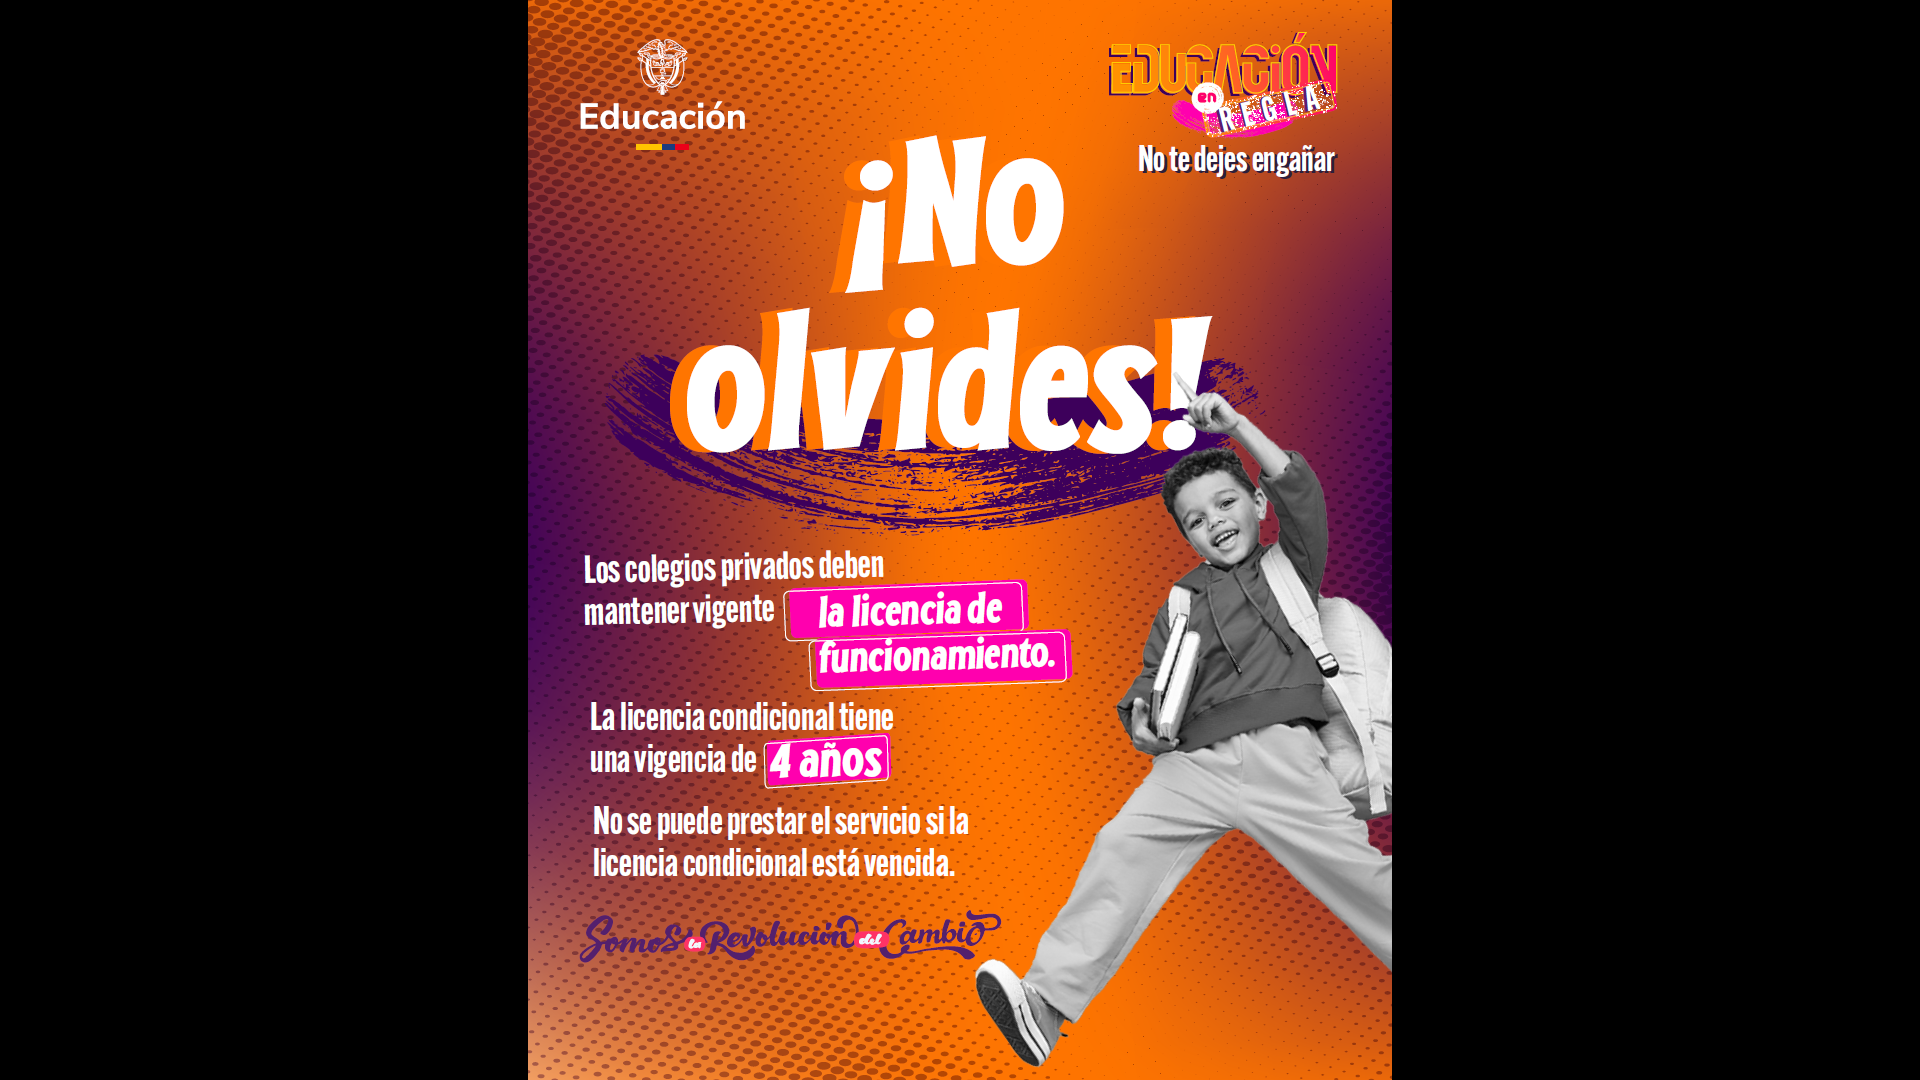 Educación
EDUCACIÓN
en
REGLA
No te dejes engañar
¡No
olvides!
Los colegios privados deben
mantener vigente la licencia de
funcionamiento.
La licencia condicional tiene
una vigencia de 4 años
No se puede prestar el servicio si la
licencia condicional está vencida.
Somos la Revolución del Cambio